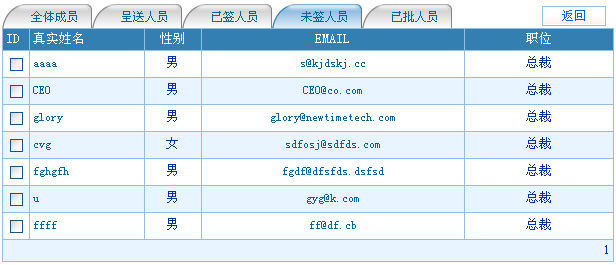 全体成员 呈送人员 已签人员 未签人员 已批人员 返回
ID 真实姓名 性别 EMAIL 职位
aaaa 男 s@kjdskj.cc 总裁
CEO 男 CEO@co.com 总裁
glory 男 glory@newtimetech.com 总裁
cvg 女 sdfosj@sdfds.com 总裁
fghgfh 男 fgdf@dfsfds.dsfsd 总裁
u 男 gyg@k.com 总裁
ffff 男 ff@df.cb 总裁
1